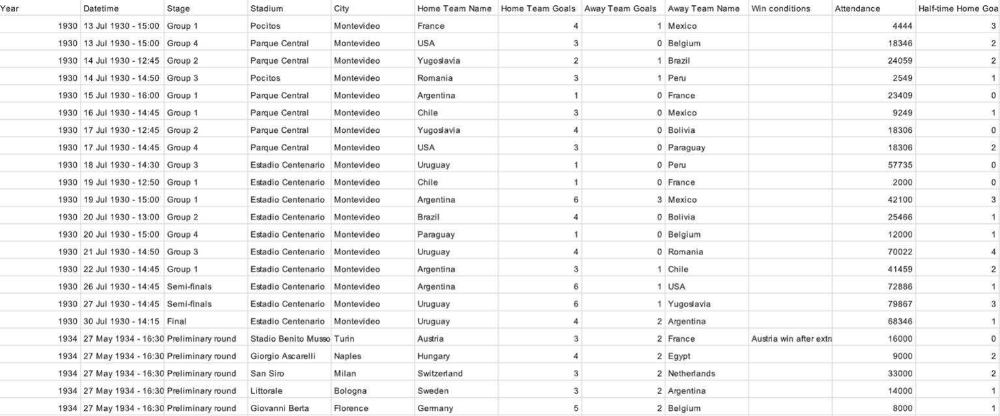 Year Datetime Stage Stadium City Home Team Name Home Team Goals Away Team Goals Away Team Name Win conditions Attendance Half-time Home Goa
1930 13 Jul 1930 - 15:00 Group 1 Pocitos Montevideo France 4 1 Mexico 4444 3
1930 13 Jul 1930 - 15:00 Group 4 Parque Central Montevideo USA 3 0 Belgium 18346 2
1930 14 Jul 1930 - 12:45 Group 2 Parque Central Montevideo Yugoslavia 2 1 Brazil 24059 2
1930 14 Jul 1930 - 14:50 Group 3 Pocitos Montevideo Romania 3 1 Peru 2549 1
1930 15 Jul 1930 - 16:00 Group 1 Parque Central Montevideo Argentina 1 0 France 23409 0
1930 16 Jul 1930 - 14:45 Group 1 Parque Central Montevideo Chile 3 0 Mexico 9249 1
1930 17 Jul 1930 - 12:45 Group 2 Parque Central Montevideo Yugoslavia 4 0 Bolivia 18306 0
1930 17 Jul 1930 - 14:45 Group 4 Parque Central Montevideo USA 3 0 Paraguay 18306 2
1930 18 Jul 1930 - 14:30 Group 3 Estadio Centenario Montevideo Uruguay 1 0 Peru 57735 0
1930 19 Jul 1930 - 12:50 Group 1 Estadio Centenario Montevideo Chile 1 0 France 2000 0
1930 19 Jul 1930 - 15:00 Group 1 Estadio Centenario Montevideo Argentina 6 3 Mexico 42100 3
1930 20 Jul 1930 - 13:00 Group 2 Estadio Centenario Montevideo Brazil 4 0 Bolivia 25466 1
1930 20 Jul 1930 - 15:00 Group 4 Estadio Centenario Montevideo Paraguay 1 0 Belgium 12000 1
1930 21 Jul 1930 - 14:50 Group 3 Estadio Centenario Montevideo Uruguay 4 0 Romania 70022 4
1930 22 Jul 1930 - 14:45 Group 1 Estadio Centenario Montevideo Argentina 3 1 Chile 41459 2
1930 26 Jul 1930 - 14:45 Semi-finals Estadio Centenario Montevideo Argentina 6 1 USA 72886 1
1930 27 Jul 1930 - 14:45 Semi-finals Estadio Centenario Montevideo Uruguay 6 1 Yugoslavia 79867 3
1930 30 Jul 1930 - 14:15 Final Estadio Centenario Montevideo Uruguay 4 2 Argentina 68346 1
1934 27 May 1934 - 16:30 Preliminary round Stadio Benito Musso Turin Austria 3 2 France Austria win after extra 16000 0
1934 27 May 1934 - 16:30 Preliminary round Giorgio Ascarelli Naples Hungary 4 2 Egypt 9000 2
1934 27 May 1934 - 16:30 Preliminary round San Siro Milan Switzerland 3 2 Netherlands 33000 2
1934 27 May 1934 - 16:30 Preliminary round Littorale Bologna Sweden 3 2 Argentina 14000 1
1934 27 May 1934 - 16:30 Preliminary round Giovanni Berta Florence Germany 5 2 Belgium 8000 1